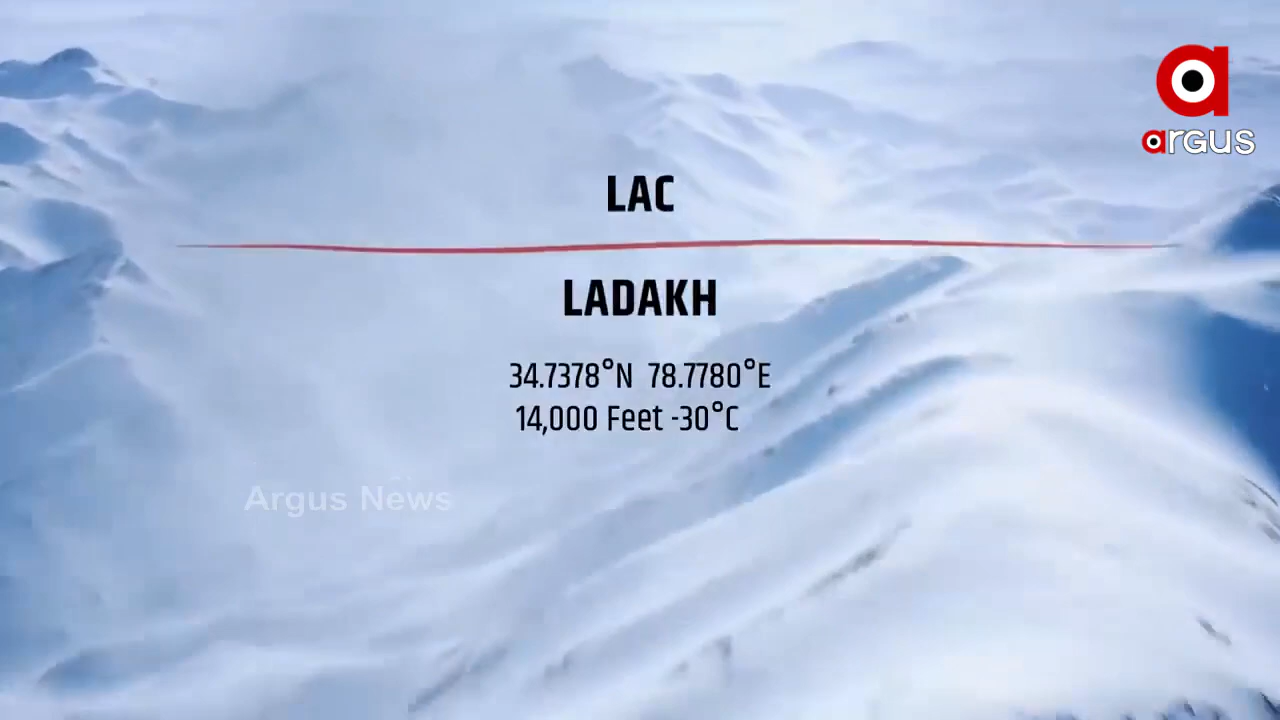 argus
LAC
LADAKH
34.7378°N 78.7780°E
14,000 Feet -30°C
Argus News